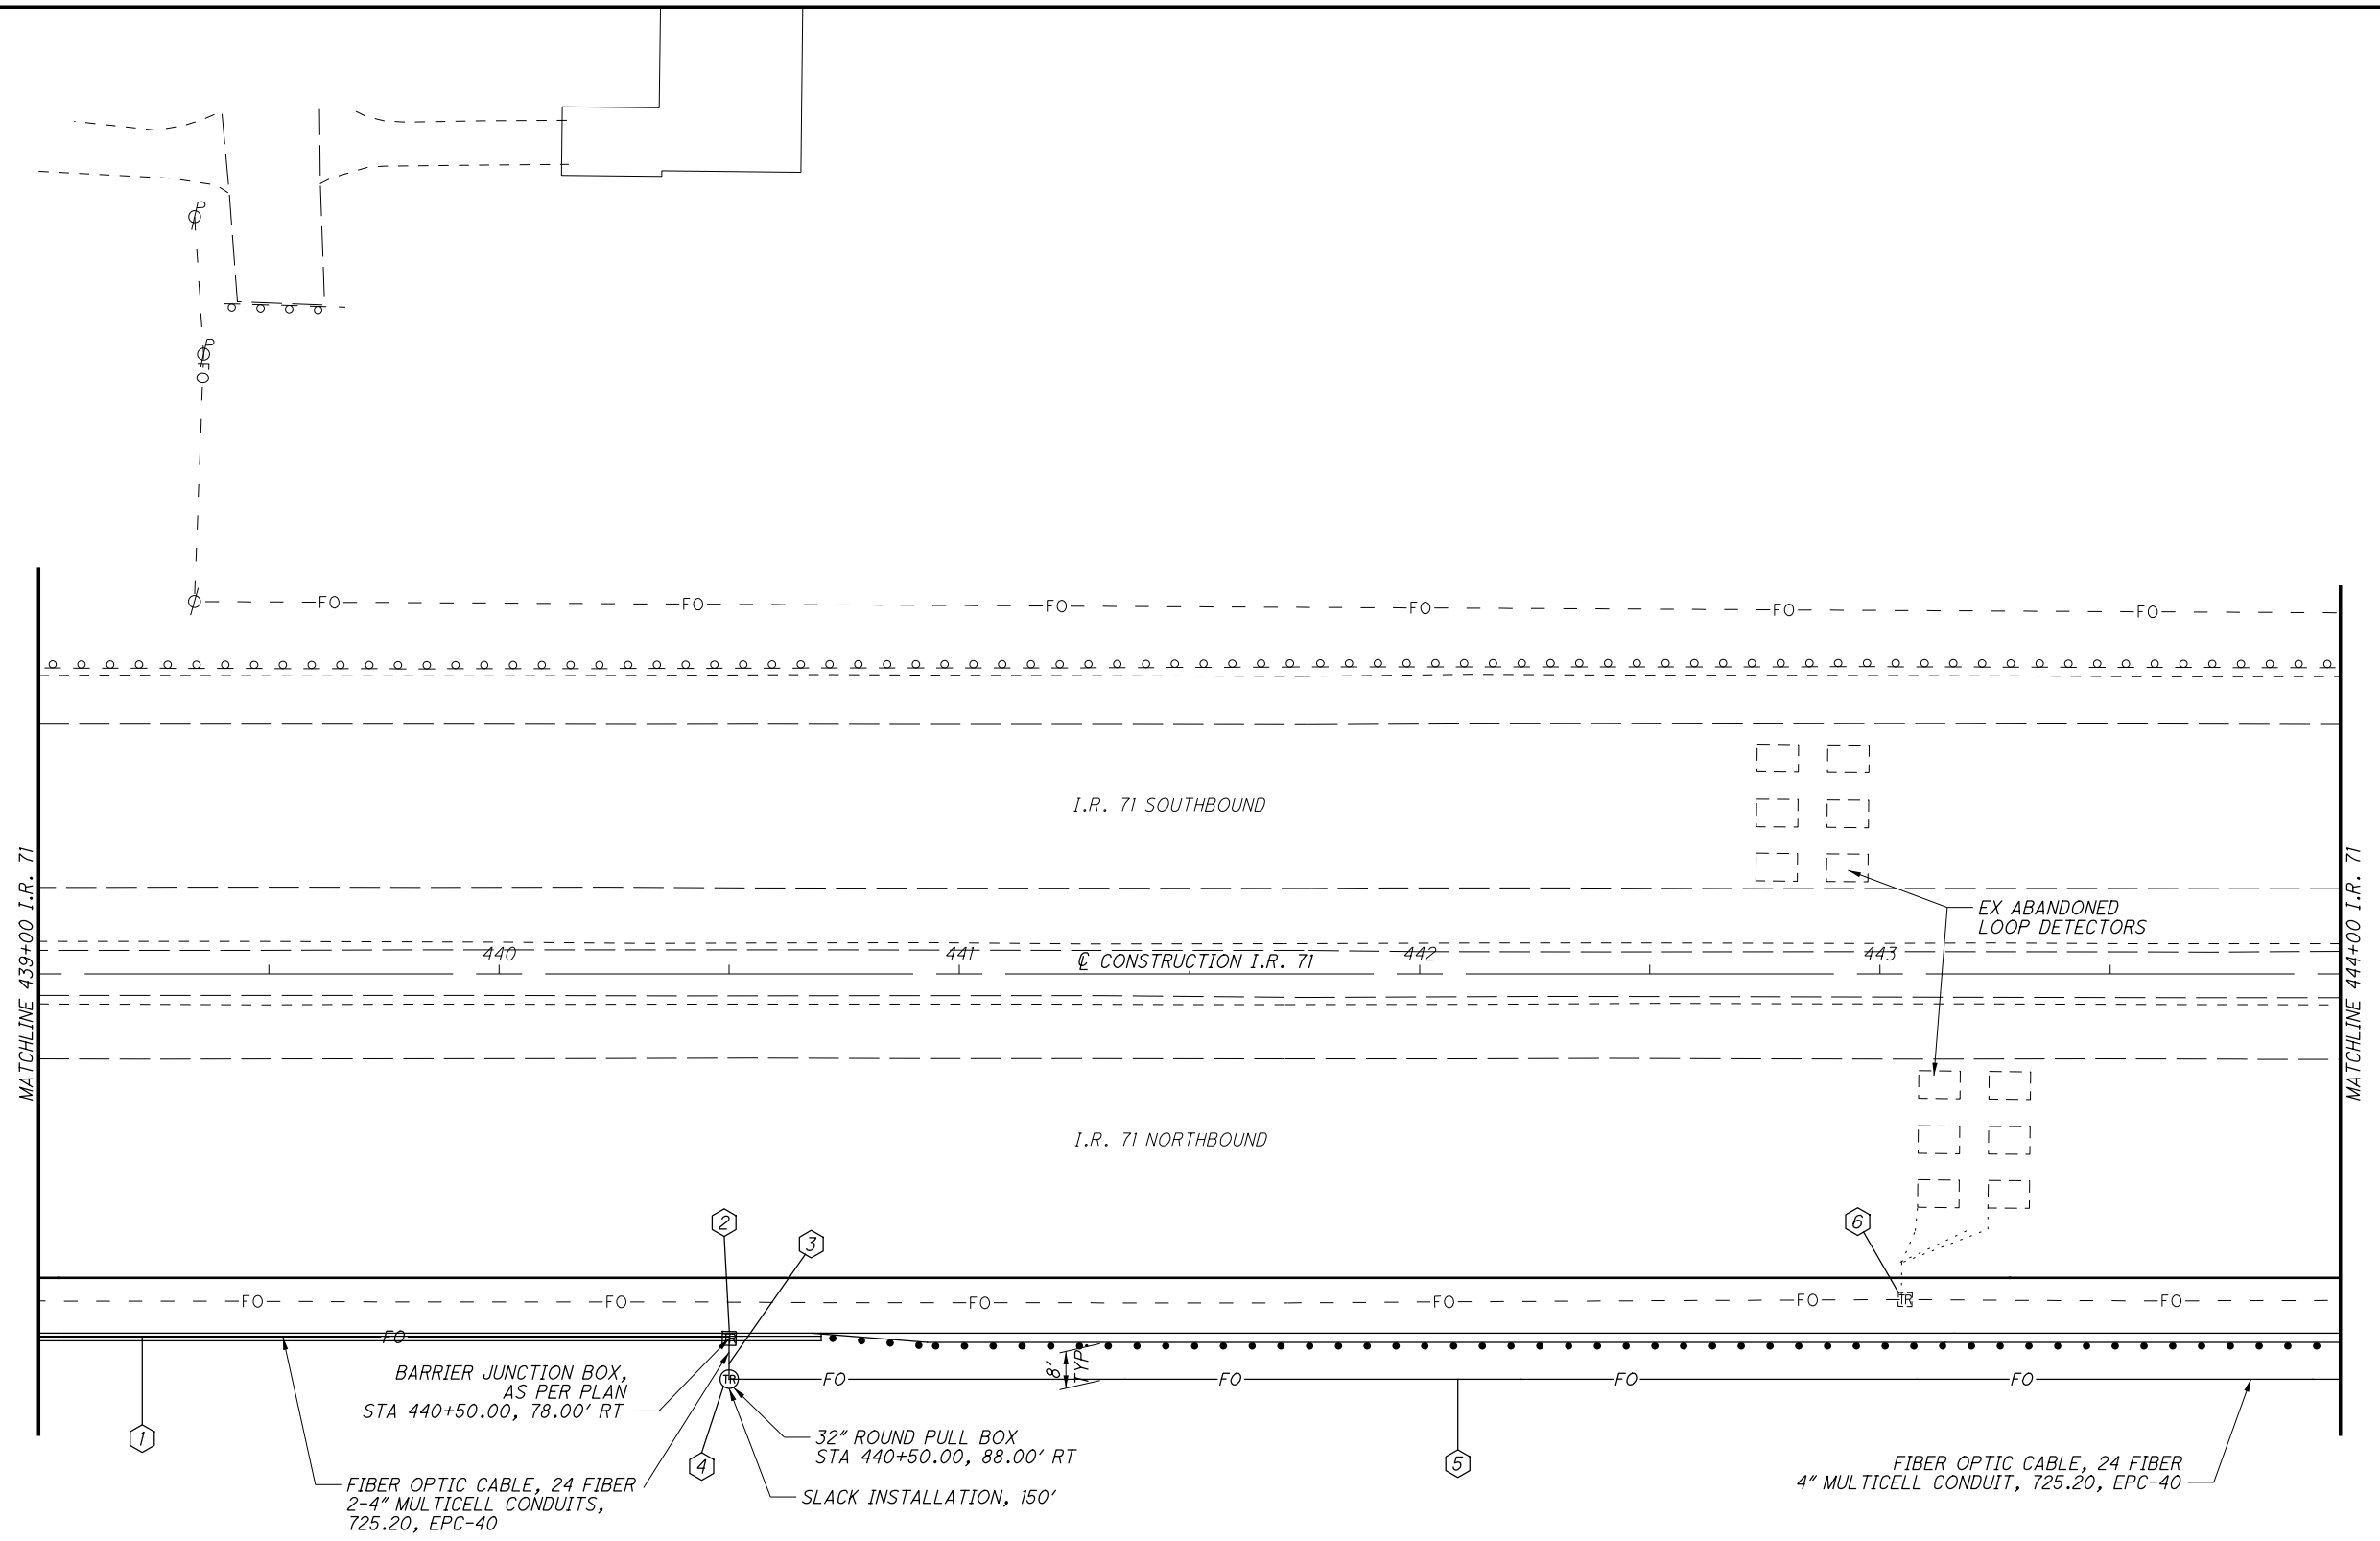 P
P
FO
FO
FO
FO
FO
FO
FO
I.R. 71 SOUTHBOUND
MATCHLINE 439+00 I.R. 71
MATCHLINE 444+00 I.R. 71
EX ABANDONED
LOOP DETECTORS
440
441
442
443
℄ CONSTRUCTION I.R. 71
I.R. 71 NORTHBOUND
2
3
6
FO
FO
FO
FO
FO
TR
FO
FO
TR
8'
TYP.
BARRIER JUNCTION BOX,
AS PER PLAN
STA 440+50.00, 78.00' RT
TR
FO
FO
FO
FO
1
4
5
32" ROUND PULL BOX
STA 440+50.00, 88.00' RT
SLACK INSTALLATION, 150'
FIBER OPTIC CABLE, 24 FIBER
2-4" MULTICELL CONDUITS,
725.20, EPC-40
FIBER OPTIC CABLE, 24 FIBER
4" MULTICELL CONDUIT, 725.20, EPC-40